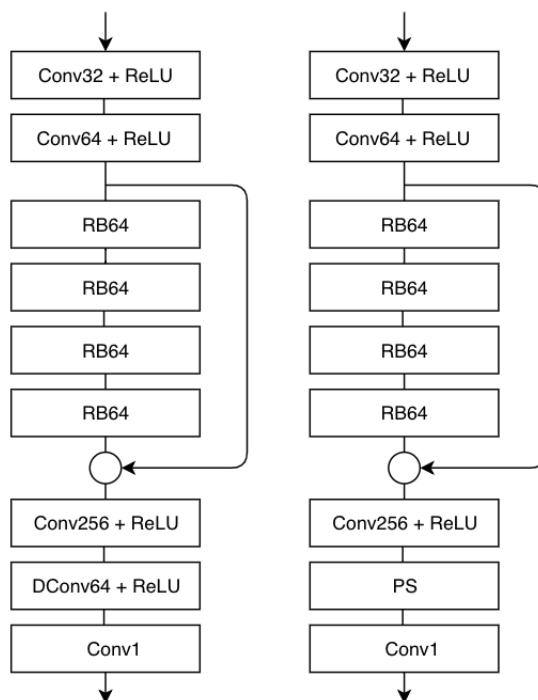 Conv32 + ReLU
Conv64 + ReLU
RB64
RB64
RB64
RB64
Conv256 + ReLU
DConv64 + ReLU
Conv1
Conv32 + ReLU
Conv64 + ReLU
RB64
RB64
RB64
RB64
Conv256 + ReLU
PS
Conv1